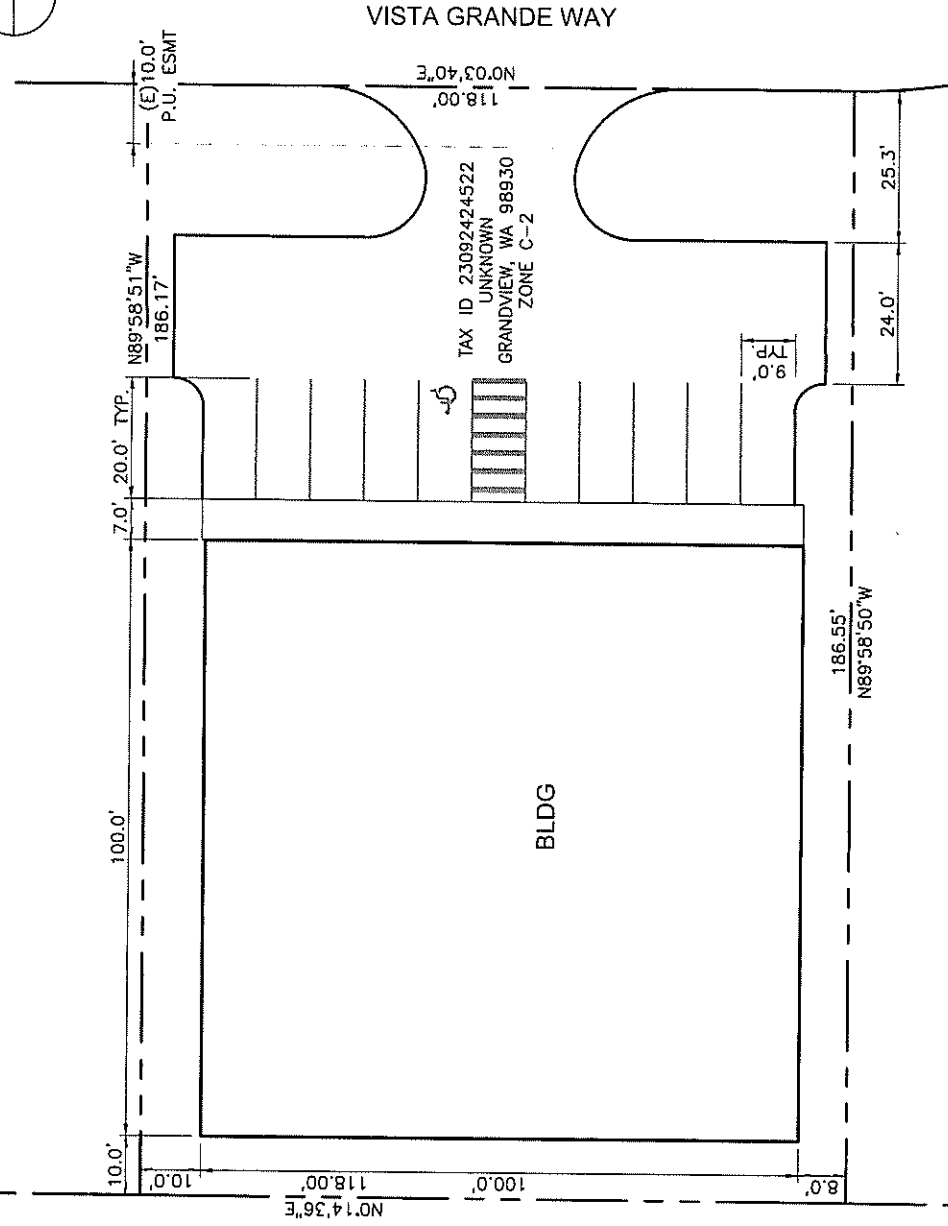 VISTA GRANDE WAY
(E)10.0'
P.U. ESMT
N0°03'40"E
118.00'
N89°58'51"W
186.17'
TAX ID 23092424522
UNKNOWN
GRANDVIEW, WA 98930
ZONE C-2
25.3'
24.0'
9.0'
TYP.
20.0' TYP.
7.0'
100.0'
BLDG
186.55'
N89°58'50"W
10.0'
10.0'
118.00'
100.0'
8.0'
N0°14'36"E